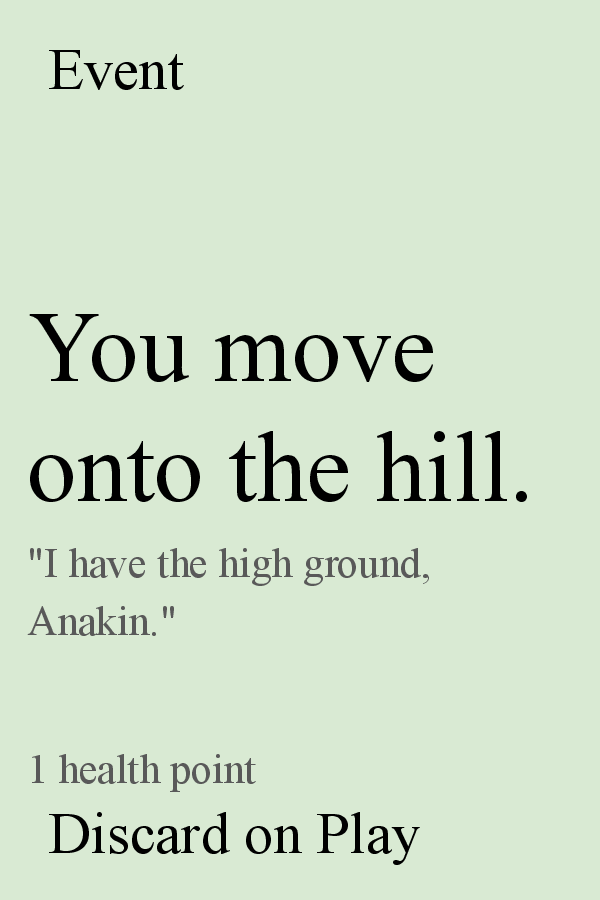 Event
You move
onto the hill.
"I have the high ground,
Anakin."
1 health point
Discard on Play